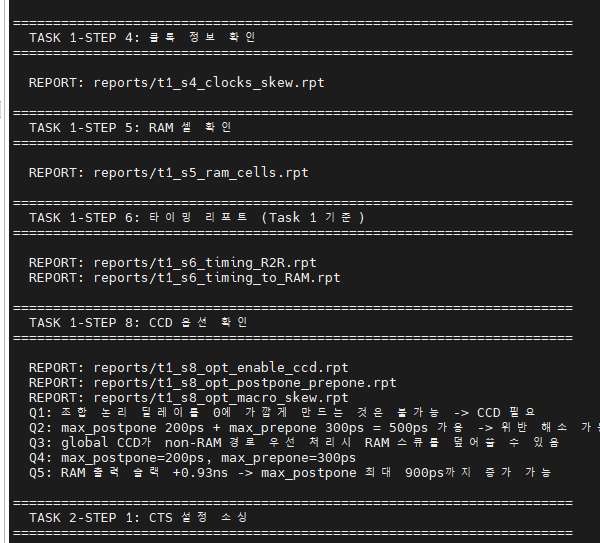 ================================================================
TASK 1-STEP 4: 클록 정보 확인
================================================================
REPORT: reports/t1_s4_clocks_skew.rpt
================================================================
TASK 1-STEP 5: RAM 셀 확인
================================================================
REPORT: reports/t1_s5_ram_cells.rpt
================================================================
TASK 1-STEP 6: 타이밍 리포트 (Task 1 기준)
================================================================
REPORT: reports/t1_s6_timing_R2R.rpt
REPORT: reports/t1_s6_timing_to_RAM.rpt
================================================================
TASK 1-STEP 8: CCD 옵션 확인
================================================================
REPORT: reports/t1_s8_opt_enable_ccd.rpt
REPORT: reports/t1_s8_opt_postpone_prepone.rpt
REPORT: reports/t1_s8_opt_macro_skew.rpt
Q1: 조합 논리 딜레이를 0에 가깝게 만드는 것은 불가능 -> CCD 필요
Q2: max_postpone 200ps + max_prepone 300ps = 500ps 가용 -> 위반 해소
Q3: global CCD가 non-RAM 경로 우선 처리시 RAM 스큐를 덮어쓸 수 있음
Q4: max_postpone=200ps, max_prepone=300ps
Q5: RAM 출력 슬랙 +0.93ns -> max_postpone 최대 900ps까지 증가 가능
================================================================
TASK 2-STEP 1: CTS 설정 소싱
================================================================